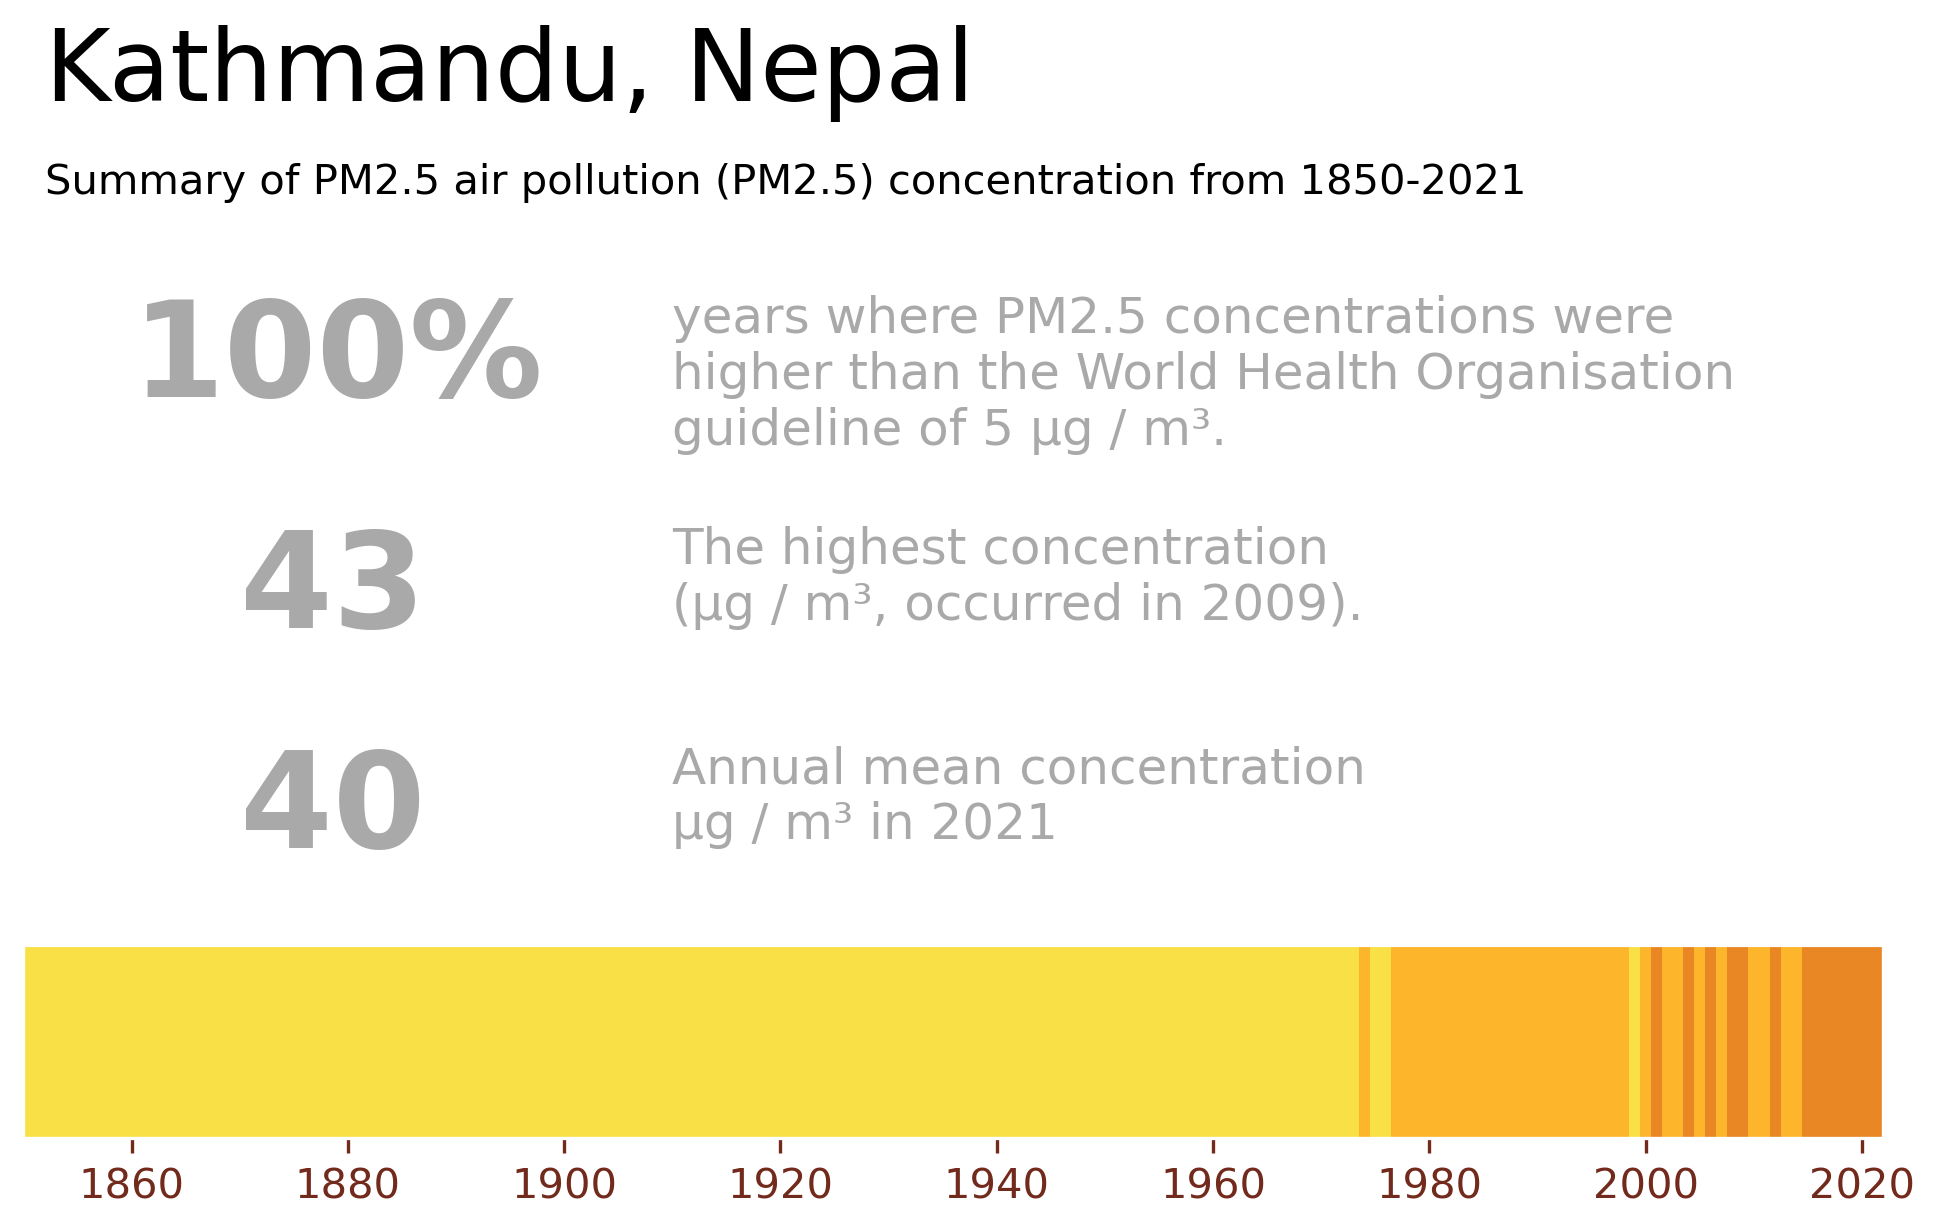 Kathmandu, Nepal
Summary of PM2.5 air pollution (PM2.5) concentration from 1850-2021
100%
years where PM2.5 concentrations were
higher than the World Health Organisation
guideline of 5 µg / m³.
43
The highest concentration
(µg / m³, occurred in 2009).
40
Annual mean concentration
µg / m³ in 2021
1860 1880 1900 1920 1940 1960 1980 2000 2020